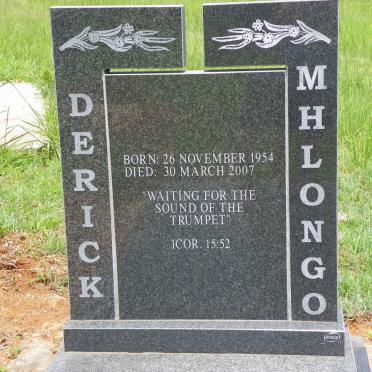 DERICK
MHLONGO
BORN: 26 NOVEMBER 1954
DIED: 30 MARCH 2007
"WAITING FOR THE
SOUND OF THE
TRUMPET"
1COR. 15:52